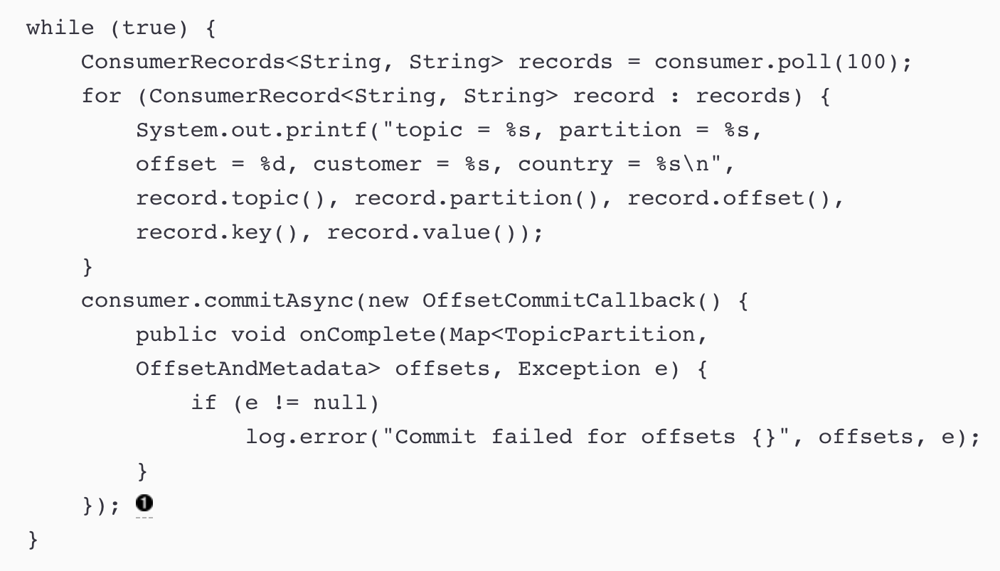 while (true) {
ConsumerRecords<String, String> records = consumer.poll(100);
for (ConsumerRecord<String, String> record : records) {
System.out.printf("topic = %s, partition = %s,
offset = %d, customer = %s, country = %s\n",
record.topic(), record.partition(), record.offset(),
record.key(), record.value());
}
consumer.commitAsync(new OffsetCommitCallback() {
public void onComplete(Map<TopicPartition,
OffsetAndMetadata> offsets, Exception e) {
if (e != null)
log.error("Commit failed for offsets {}", offsets, e);
}
}); ❶
}